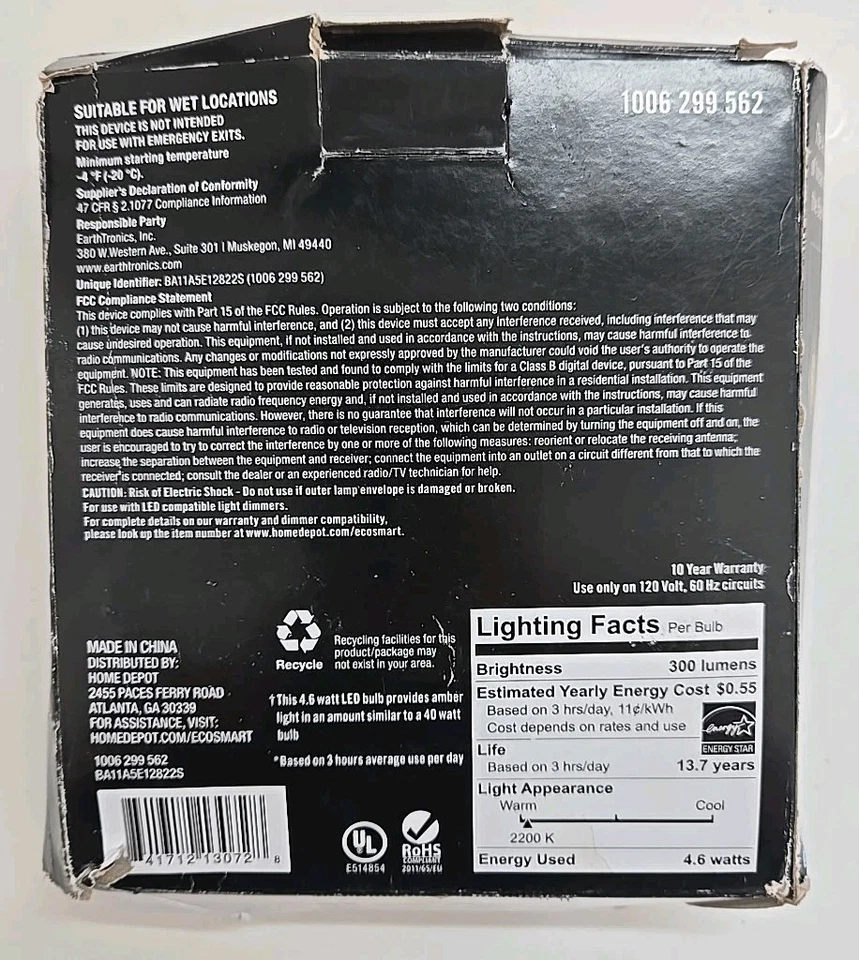 SUITABLE FOR WET LOCATIONS
THIS DEVICE IS NOT INTENDED
FOR USE WITH EMERGENCY EXITS.
Minimum starting temperature
-4 °F (-20 °C).
Supplier's Declaration of Conformity
47 CFR § 2.1077 Compliance Information
Responsible Party
EarthTronics, Inc.
380 W.Western Ave., Suite 301 | Muskegon, MI 49440
www.earthtronics.com
Unique Identifier: BA11A5E12822S (1006 299 562)
1006 299 562
FCC Compliance Statement
This device complies with Part 15 of the FCC Rules. Operation is subject to the following two conditions:
(1) this device may not cause harmful interference, and (2) this device must accept any interference received, including interference that may
cause undesired operation. This equipment, if not installed and used in accordance with the instructions, may cause harmful interference to
radio communications. Any changes or modifications not expressly approved by the manufacturer could void the user's authority to operate the
equipment. NOTE: This equipment has been tested and found to comply with the limits for a Class B digital device, pursuant to Part 15 of the
FCC Rules. These limits are designed to provide reasonable protection against harmful interference in a residential installation. This equipment
generates, uses and can radiate radio frequency energy and, if not installed and used in accordance with the instructions, may cause harmful
interference to radio communications. However, there is no guarantee that interference will not occur in a particular installation. If this
equipment does cause harmful interference to radio or television reception, which can be determined by turning the equipment off and on, the
user is encouraged to try to correct the interference by one or more of the following measures: reorient or relocate the receiving antenna;
increase the separation between the equipment and receiver; connect the equipment into an outlet on a circuit different from that to which the
receiver is connected; consult the dealer or an experienced radio/TV technician for help.
CAUTION: Risk of Electric Shock - Do not use if outer lamp envelope is damaged or broken.
For use with LED compatible light dimmers.
For complete details on our warranty and dimmer compatibility,
please look up the item number at www.homedepot.com/ecosmart.
10 Year Warranty
Use only on 120 Volt, 60 Hz circuits
MADE IN CHINA
DISTRIBUTED BY:
HOME DEPOT
2455 PACES FERRY ROAD
ATLANTA, GA 30339
FOR ASSISTANCE, VISIT:
HOMEDEPOT.COM/ECOSMART
1006 299 562
BA11A5E12822S
41712 13072 8
Recycle
Recycling facilities for this
product/package may
not exist in your area.
†This 4.6 watt LED bulb provides amber
light in an amount similar to a 40 watt
bulb
*Based on 3 hours average use per day
UL
E514854
RoHS
COMPLIANT
2011/65/EU
Lighting Facts Per Bulb
Brightness 300 lumens
Estimated Yearly Energy Cost $0.55
Based on 3 hrs/day, 11¢/kWh
Cost depends on rates and use
energy
ENERGY STAR
Life
Based on 3 hrs/day 13.7 years
Light Appearance
Warm Cool
2200 K
Energy Used 4.6 watts